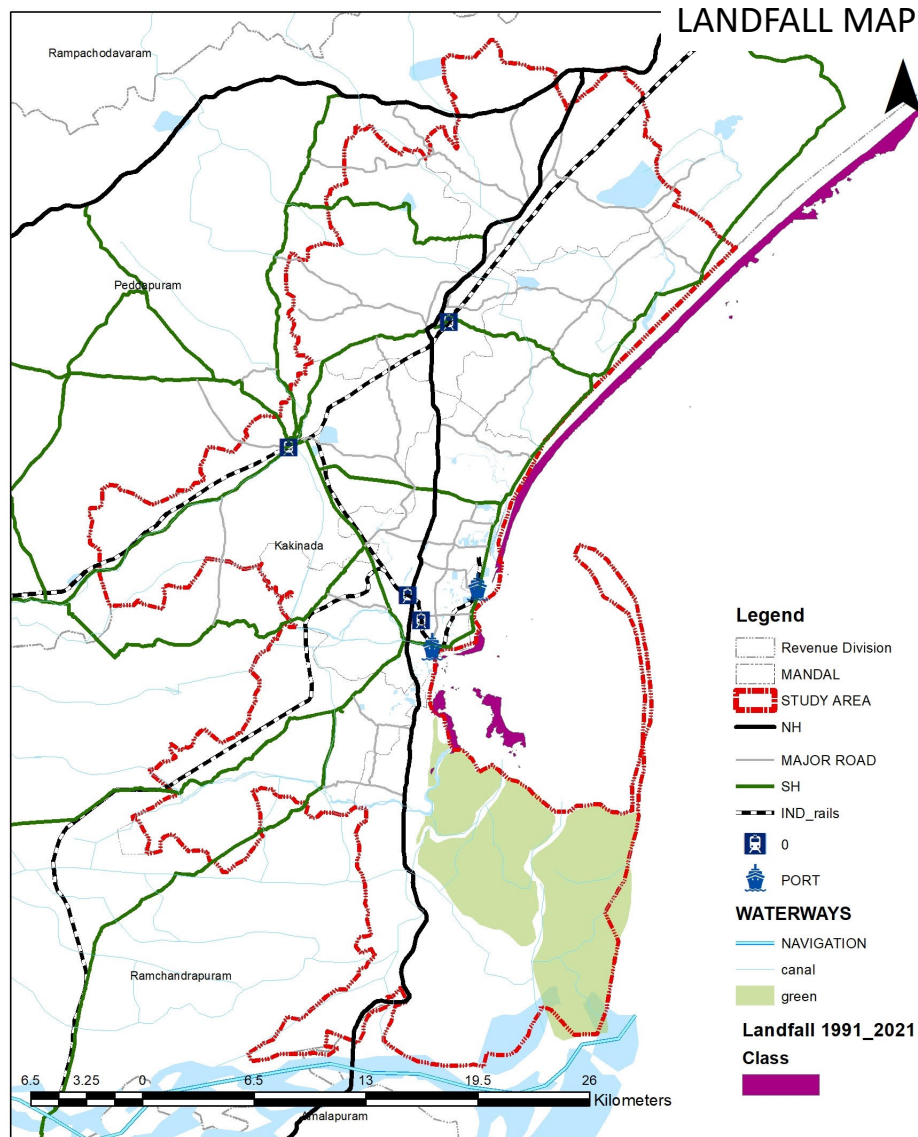 LANDFALL MAP
Rampachodavaram
Peddapuram
Kakinada
Ramchandrapuram
Legend
Revenue Division
MANDAL
STUDY AREA
NH
MAJOR ROAD
SH
IND_rails
0
PORT
WATERWAYS
NAVIGATION
canal
green
Landfall 1991_2021
Class
6.5 3.25 0 6.5 13 19.5 26
Kilometers
Amalapuram